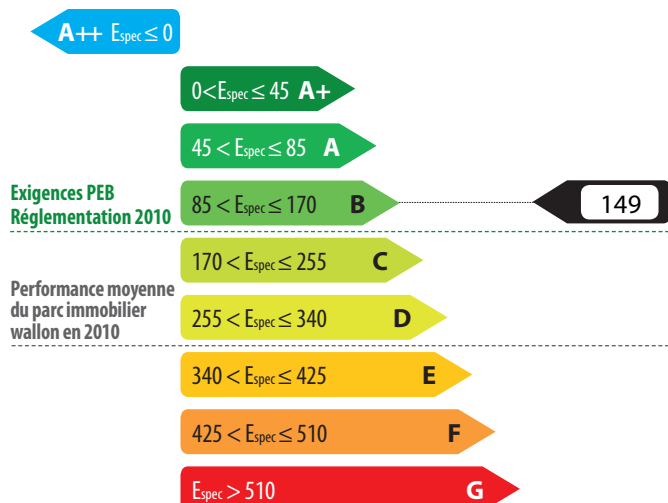 A++ Espec ≤ 0
0<Espec ≤ 45 A+
45 < Espec ≤ 85 A
Exigences PEB
Réglementation 2010
85 < Espec ≤ 170 B
149
170 < Espec ≤ 255 C
Performance moyenne
du parc immobilier
wallon en 2010
255 < Espec ≤ 340 D
340 < Espec ≤ 425 E
425 < Espec ≤ 510 F
Espec > 510 G